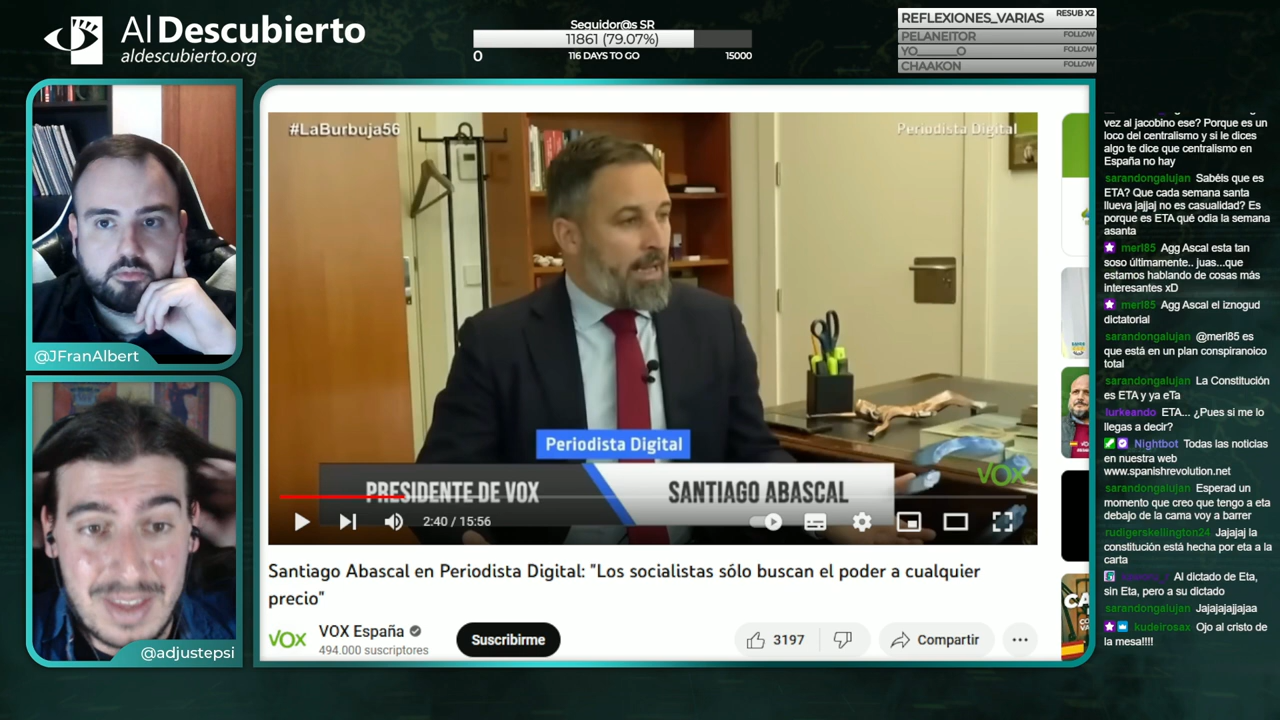 Al Descubierto
aldescubierto.org
Seguidor@s SR
11861 (79.07%)
0
116 DAYS TO GO
15000
REFLEXIONES_VARIAS
RESUB X2
PELANEITOR
FOLLOW
FOLLOW
CHAAKON
FOLLOW
@JFranAlbert
@adjustepsi
#LaBurbuja56
Periodista Digital
Periodista Digital
PRESIDENTE DE VOX
SANTIAGO ABASCAL
VOX
2:40 / 15:56
Santiago Abascal en Periodista Digital: "Los socialistas sólo buscan el poder a cualquier
precio"
VOX
VOX España
494.000 suscriptores
Suscribirme
3197
Compartir
vez al jacobino ese? Porque es un
loco del centralismo y si le dices
algo te dice que centralismo en
España no hay
sarandongalujan Sabéis que es
ETA? Que cada semana santa
llueva jajjaj no es casualidad? Es
porque es ETA qué odia la semana
asanta
merl85 Agg Ascal esta tan
soso últimamente.. juas...que
estamos hablando de cosas más
interesantes xD
merl85 Agg Ascal el iznogud
dictatorial
sarandongalujan @merl85 es
que está en un plan conspiranoico
total
sarandongalujan La Constitución
es ETA y ya eTa
lurkeando ETA... ¿Pues si me lo
llegas a decir?
Nightbot Todas las noticias
en nuestra web
www.spanishrevolution.net
sarandongalujan Esperad un
momento que creo que tengo a eta
debajo de la cama voy a barrer
rudigerskellington24 Jajajaj la
constitución está hecha por eta a la
carta
Al dictado de Eta,
sin Eta, pero a su dictado
sarandongalujan Jajajajajjajaa
kudeirosax Ojo al cristo de
la mesa!!!!